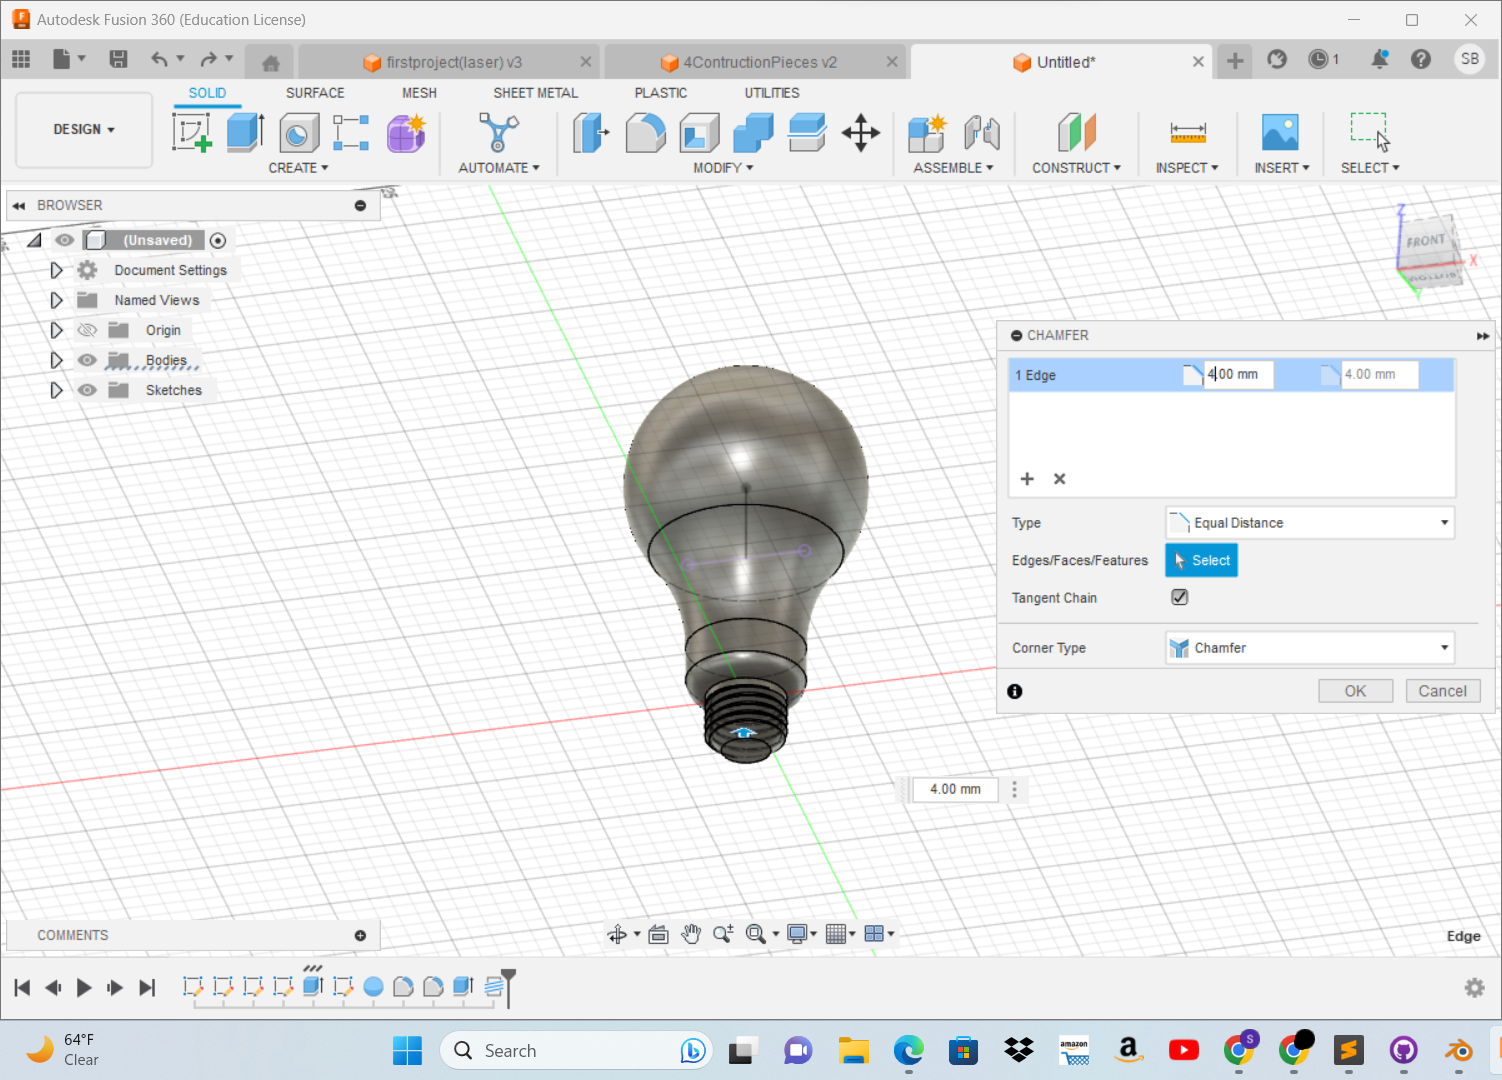 Autodesk Fusion 360 (Education License)
firstproject(laser) v3
4ContructionPieces v2
Untitled*
1
SB
SOLID
SURFACE
MESH
SHEET METAL
PLASTIC
UTILITIES
DESIGN
CREATE
AUTOMATE
MODIFY
ASSEMBLE
CONSTRUCT
INSPECT
INSERT
SELECT
BROWSER
(Unsaved)
Document Settings
Named Views
Origin
Bodies
Sketches
Z
FRONT
X
Y
CHAMFER
1 Edge
4.00 mm
4.00 mm
Type
Equal Distance
Edges/Faces/Features
Select
Tangent Chain
Corner Type
Chamfer
OK
Cancel
4.00 mm
COMMENTS
Edge
64°F
Clear
Search
amazon
a
S